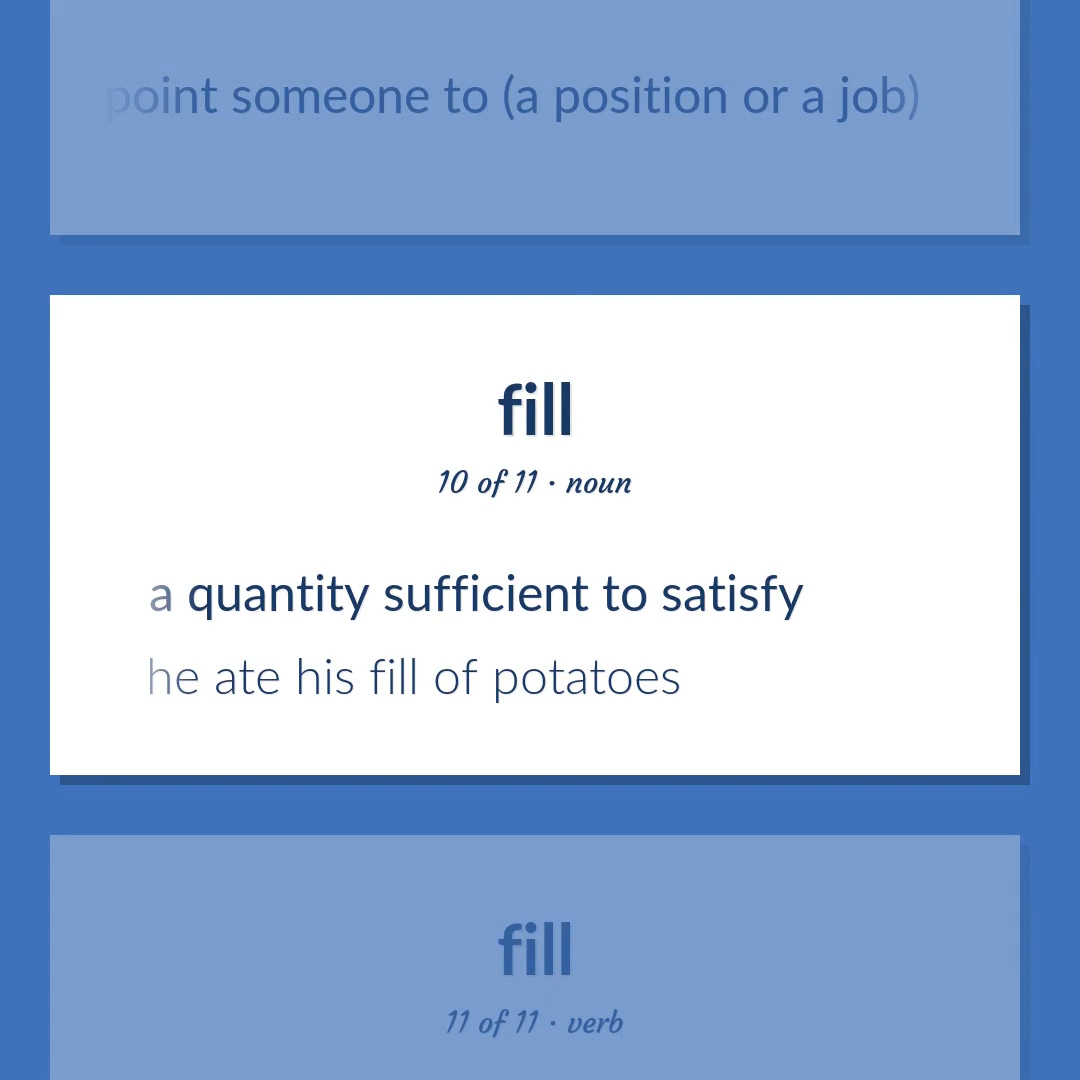 point someone to (a position or a job)
fill
10 of 11 · noun
a quantity sufficient to satisfy
he ate his fill of potatoes
fill
11 of 11 · verb